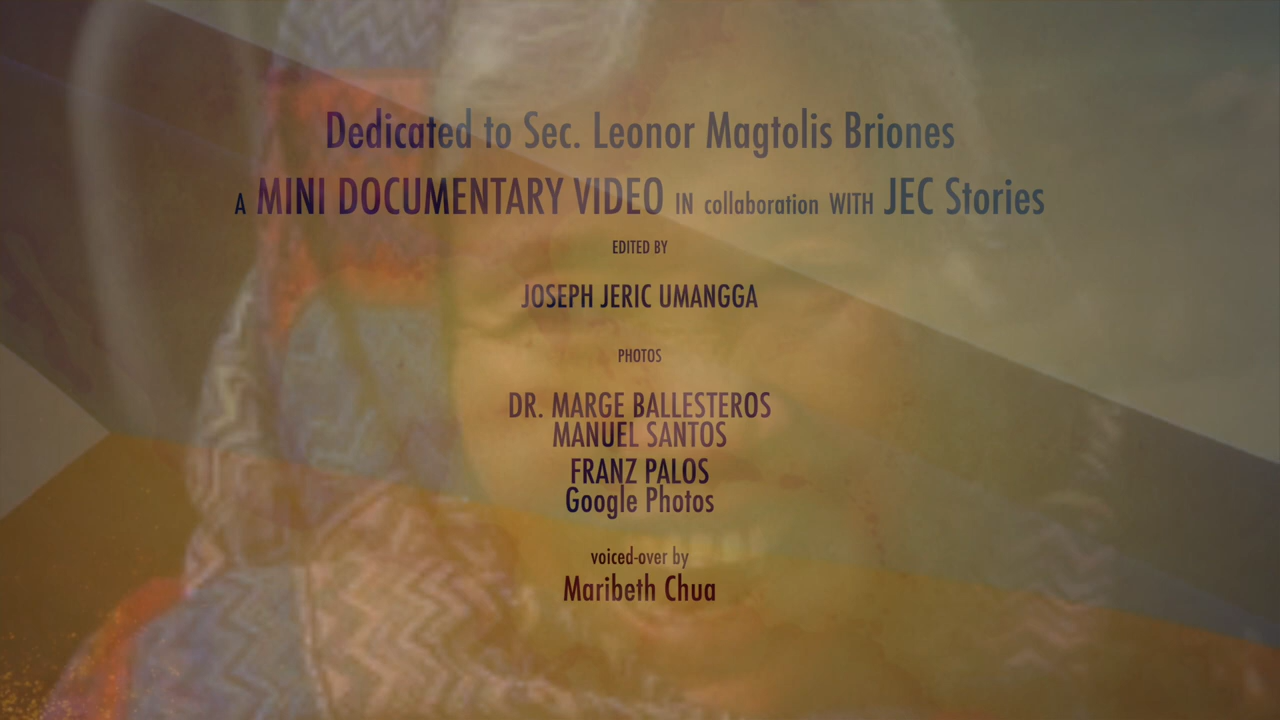 Dedicated to Sec. Leonor Magtolis Briones
A MINI DOCUMENTARY VIDEO IN collaboration WITH JEC Stories
EDITED BY
JOSEPH JERIC UMANGGA
PHOTOS
DR. MARGE BALLESTEROS
MANUEL SANTOS
FRANZ PALOS
Google Photos
voiced-over by
Maribeth Chua